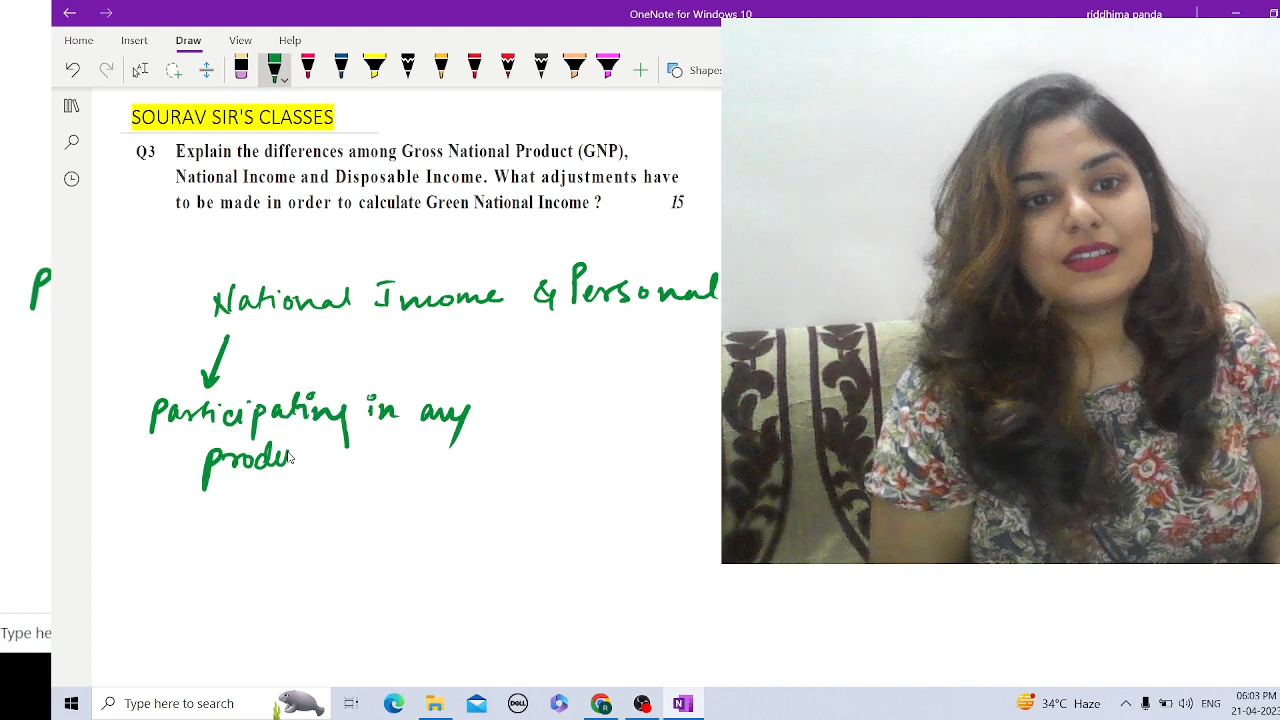 OneNote for Windows 10
riddhima panda
Home Insert Draw View Help
Shapes
SOURAV SIR'S CLASSES
Q3 Explain the differences among Gross National Product (GNP),
National Income and Disposable Income. What adjustments have
to be made in order to calculate Green National Income ? 15
P
National Income & Personal
Participating in any
produ
Type he
Type here to search
DELL
34°C Haze
ENG
06:03 PM
21-04-202